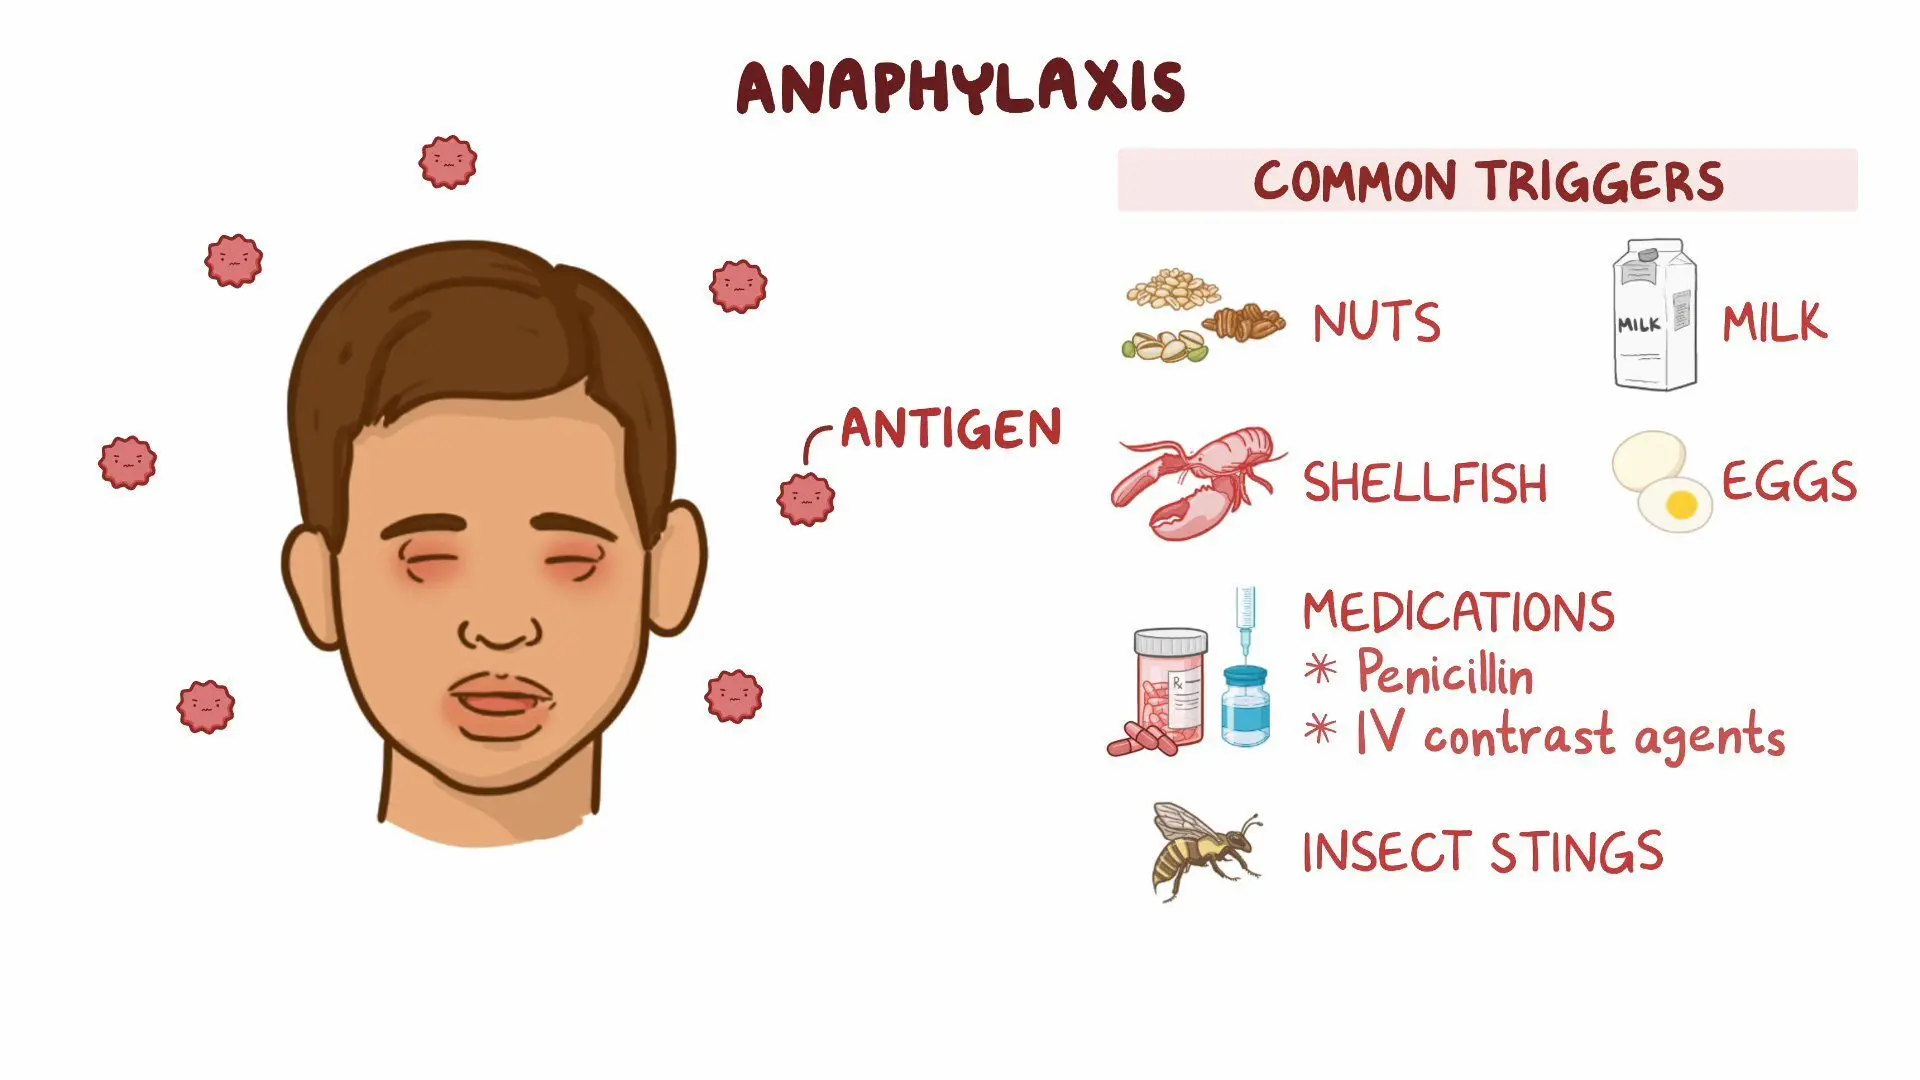 ANAPHYLAXIS
COMMON TRIGGERS
NUTS
MILK
MILK
ANTIGEN
SHELLFISH
EGGS
MEDICATIONS
* Penicillin
Rx
* IV contrast agents
INSECT STINGS